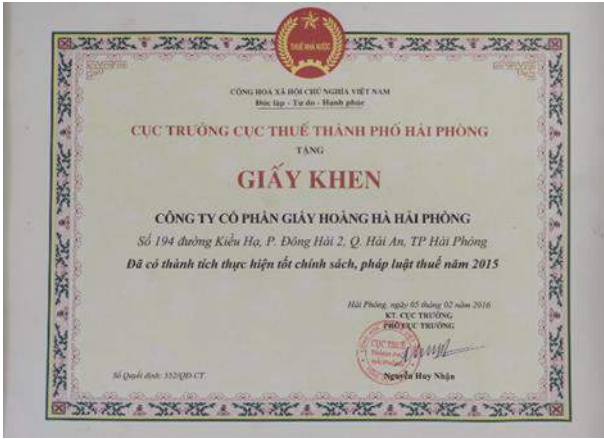 THUẾ NHÀ NƯỚC
CỘNG HOÀ XÃ HỘI CHỦ NGHĨA VIỆT NAM
Độc lập - Tự do - Hạnh phúc
CỤC TRƯỞNG CỤC THUẾ THÀNH PHỐ HẢI PHÒNG
TẶNG
GIẤY KHEN
CÔNG TY CỔ PHẦN GIẤY HOÀNG HÀ HẢI PHÒNG
Số 194 đường Kiều Hạ, P. Đông Hải 2, Q. Hải An, TP Hải Phòng
Đã có thành tích thực hiện tốt chính sách, pháp luật thuế năm 2015
Hải Phòng, ngày 05 tháng 02 năm 2016
KT. CỤC TRƯỞNG
PHÓ CỤC TRƯỞNG
CỤC THUẾ
THÀNH PHỐ
HẢI PHÒNG
Số Quyết định: 352/QĐ-CT
Nguyễn Huy Nhận